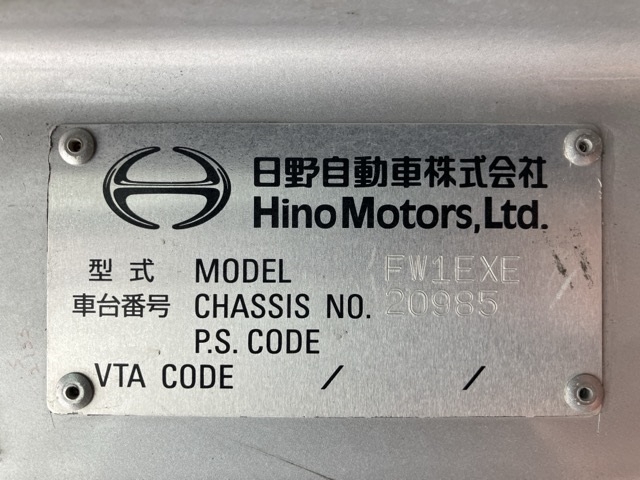 日野自動車株式会社
Hino Motors, Ltd.
型式 MODEL FW1EXE
車台番号 CHASSIS NO. 20985
P.S. CODE
VTA CODE / /